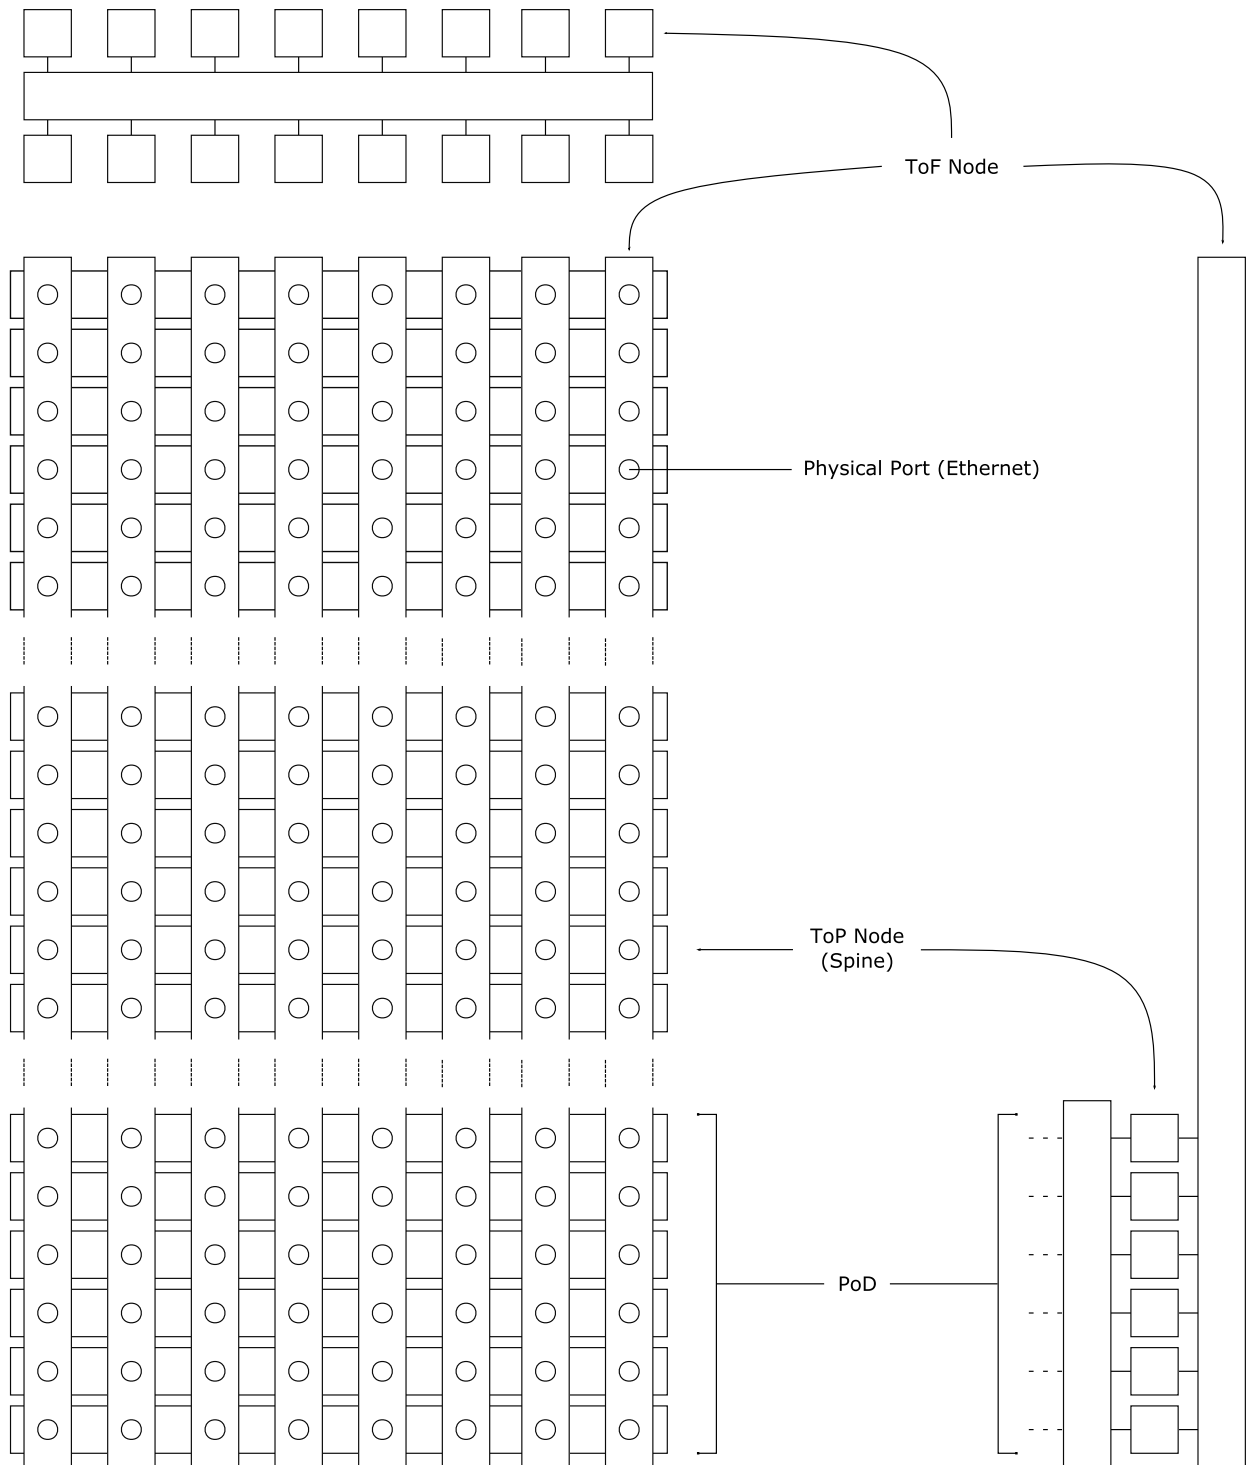 ToF Node
Physical Port (Ethernet)
ToP Node
(Spine)
PoD